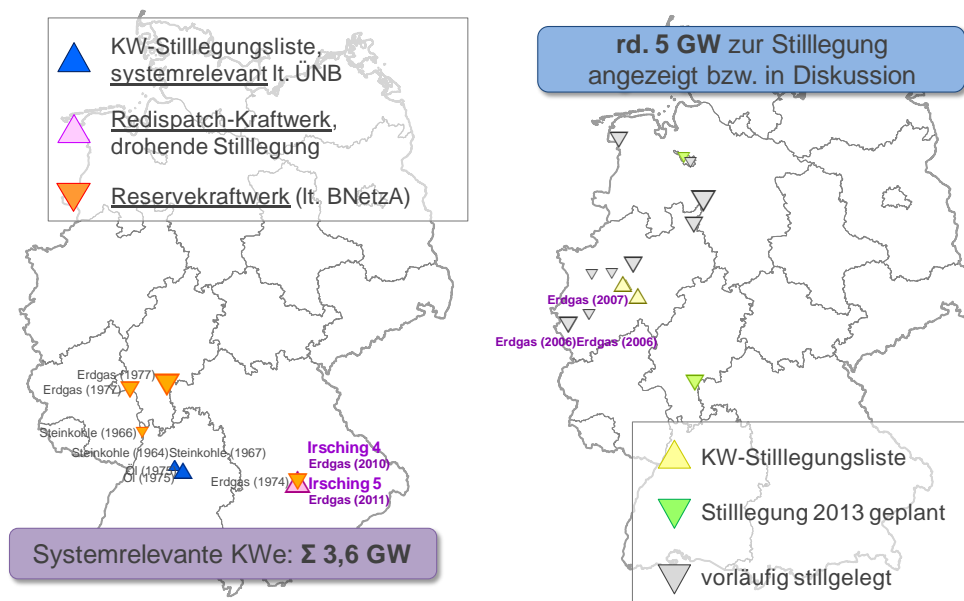 KW-Stilllegungsliste,
systemrelevant lt. ÜNB
Redispatch-Kraftwerk,
drohende Stilllegung
Reservekraftwerk (lt. BNetzA)
Erdgas (1977)
Erdgas (1977)
Steinkohle (1966)
Steinkohle (1964)Steinkohle (1967)
Öl (1975)
Öl (1975)
Erdgas (1974)
Irsching 4
Erdgas (2010)
Irsching 5
Erdgas (2011)
Systemrelevante KWe: Σ 3,6 GW
rd. 5 GW zur Stilllegung
angezeigt bzw. in Diskussion
Erdgas (2007)
Erdgas (2006)Erdgas (2006)
KW-Stilllegungsliste
Stilllegung 2013 geplant
vorläufig stillgelegt